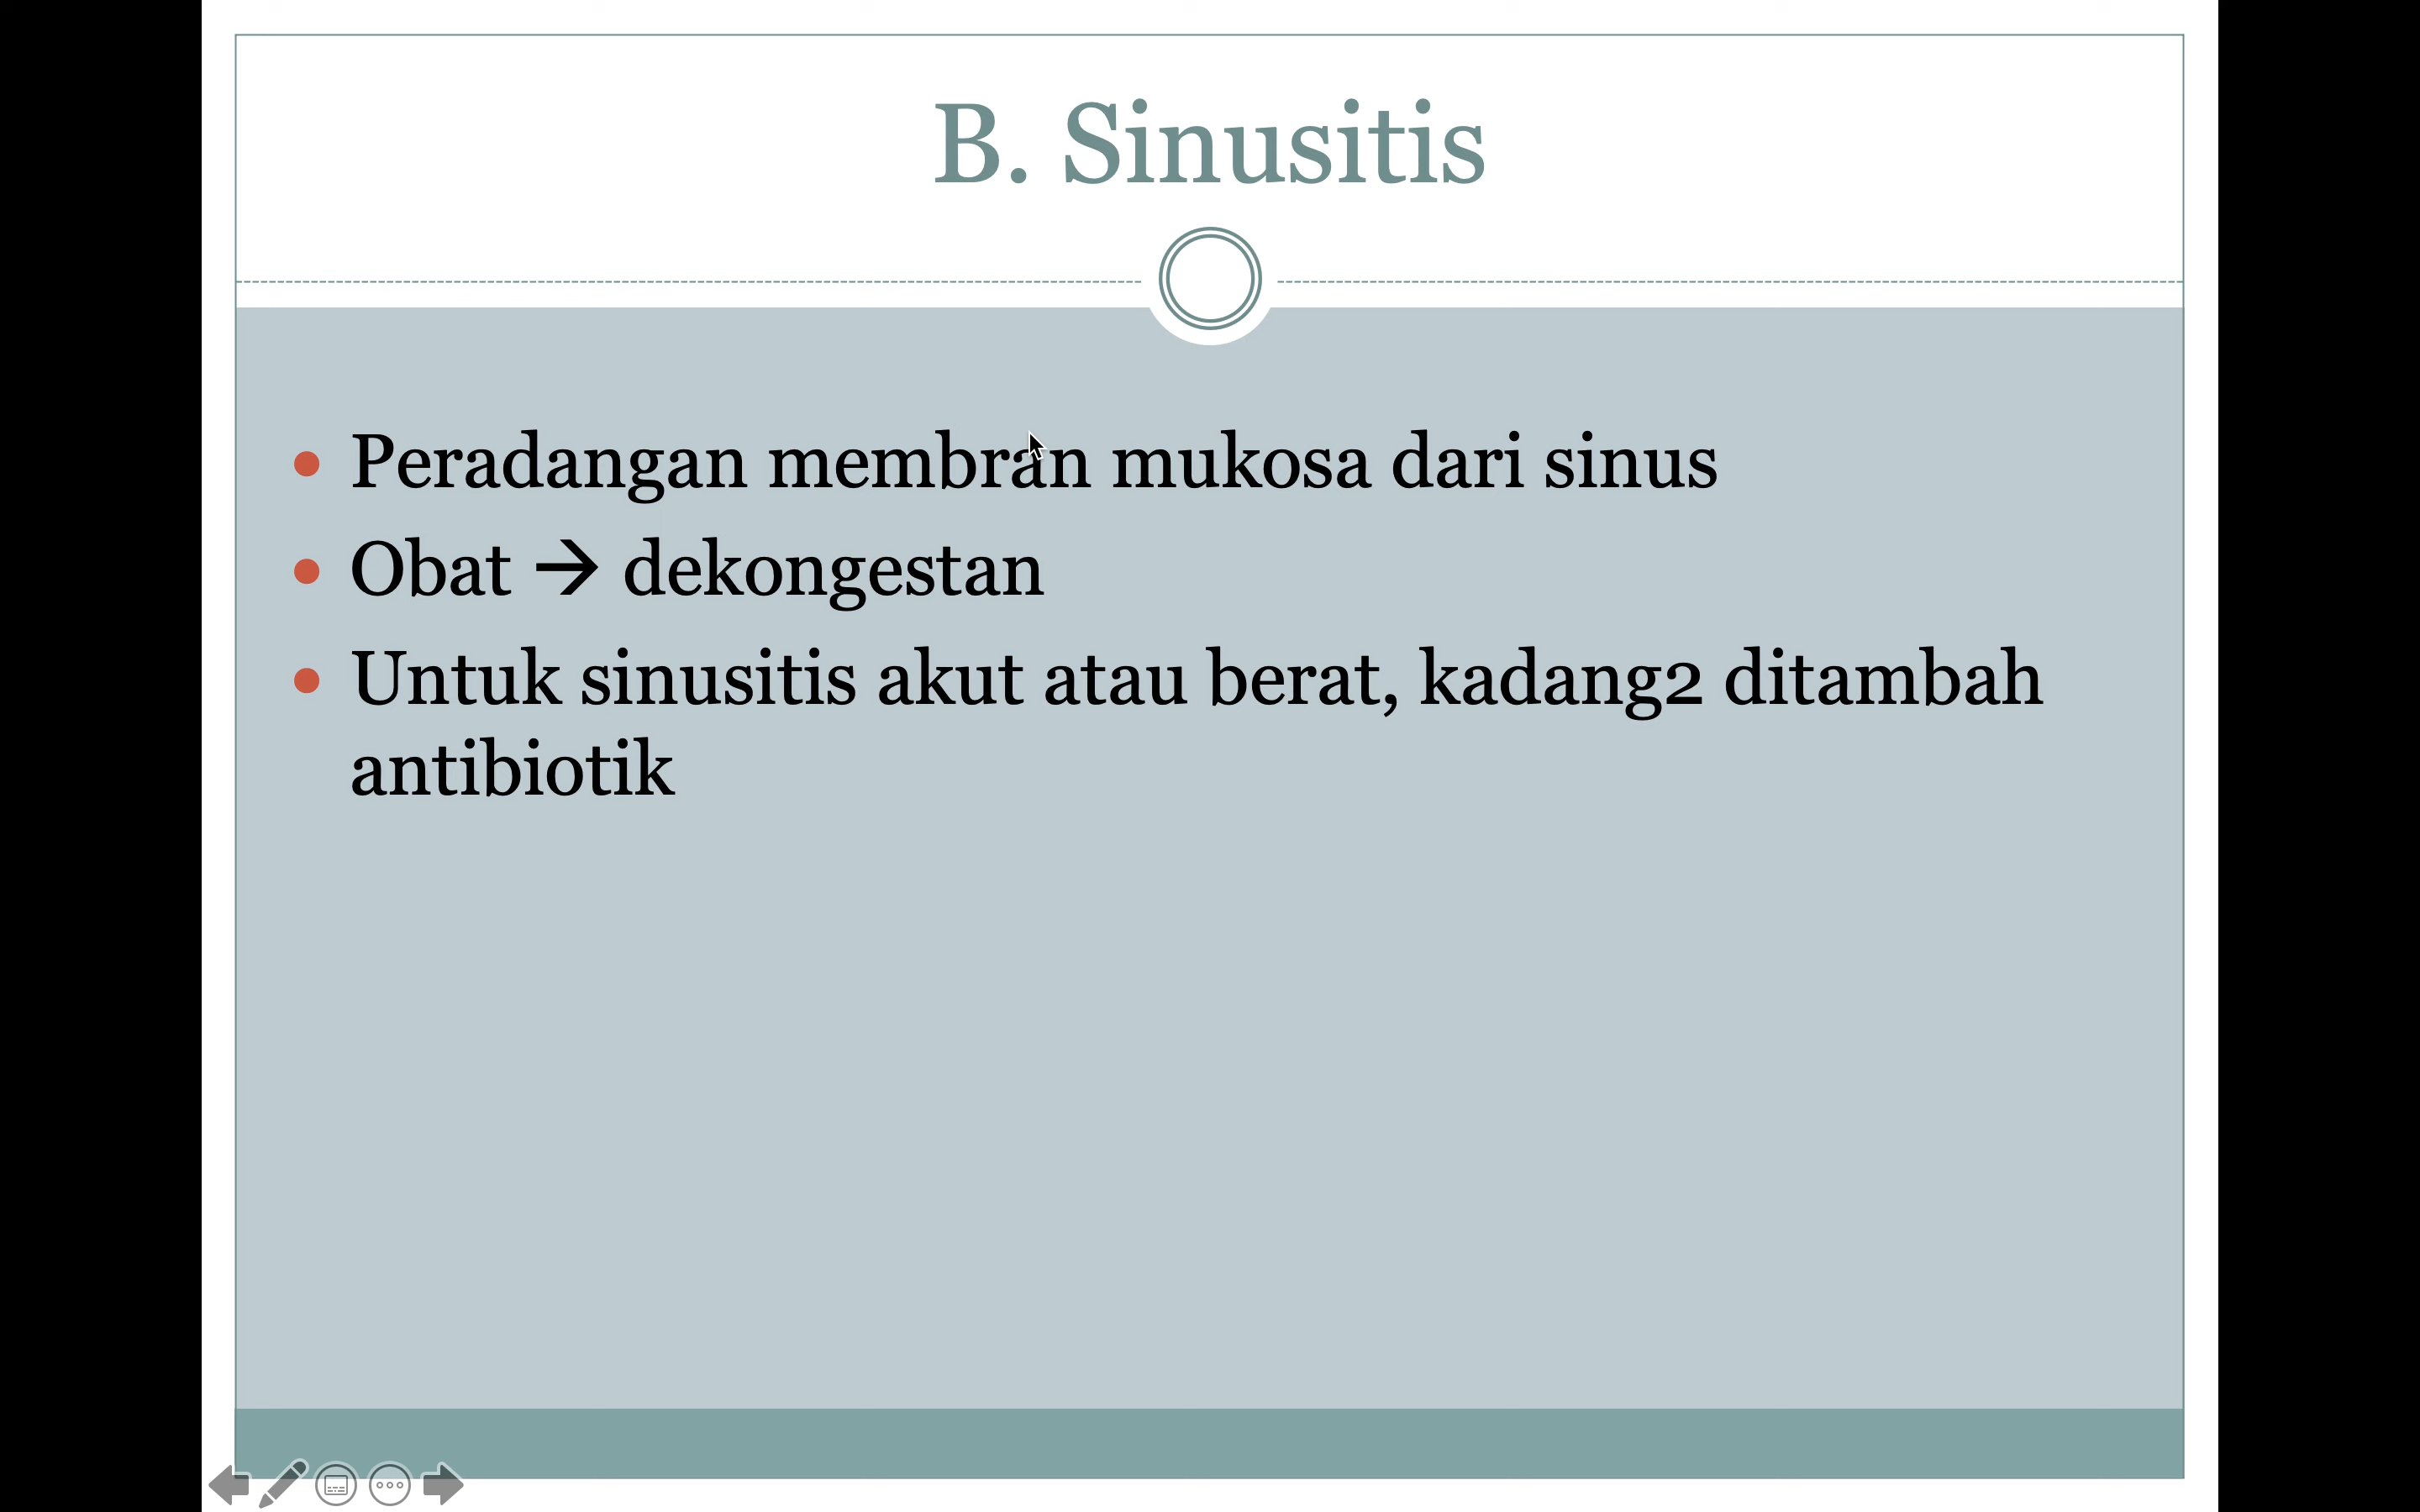 B. Sinusitis
• Peradangan membran mukosa dari sinus
• Obat → dekongestan
• Untuk sinusitis akut atau berat, kadang2 ditambah
antibiotik